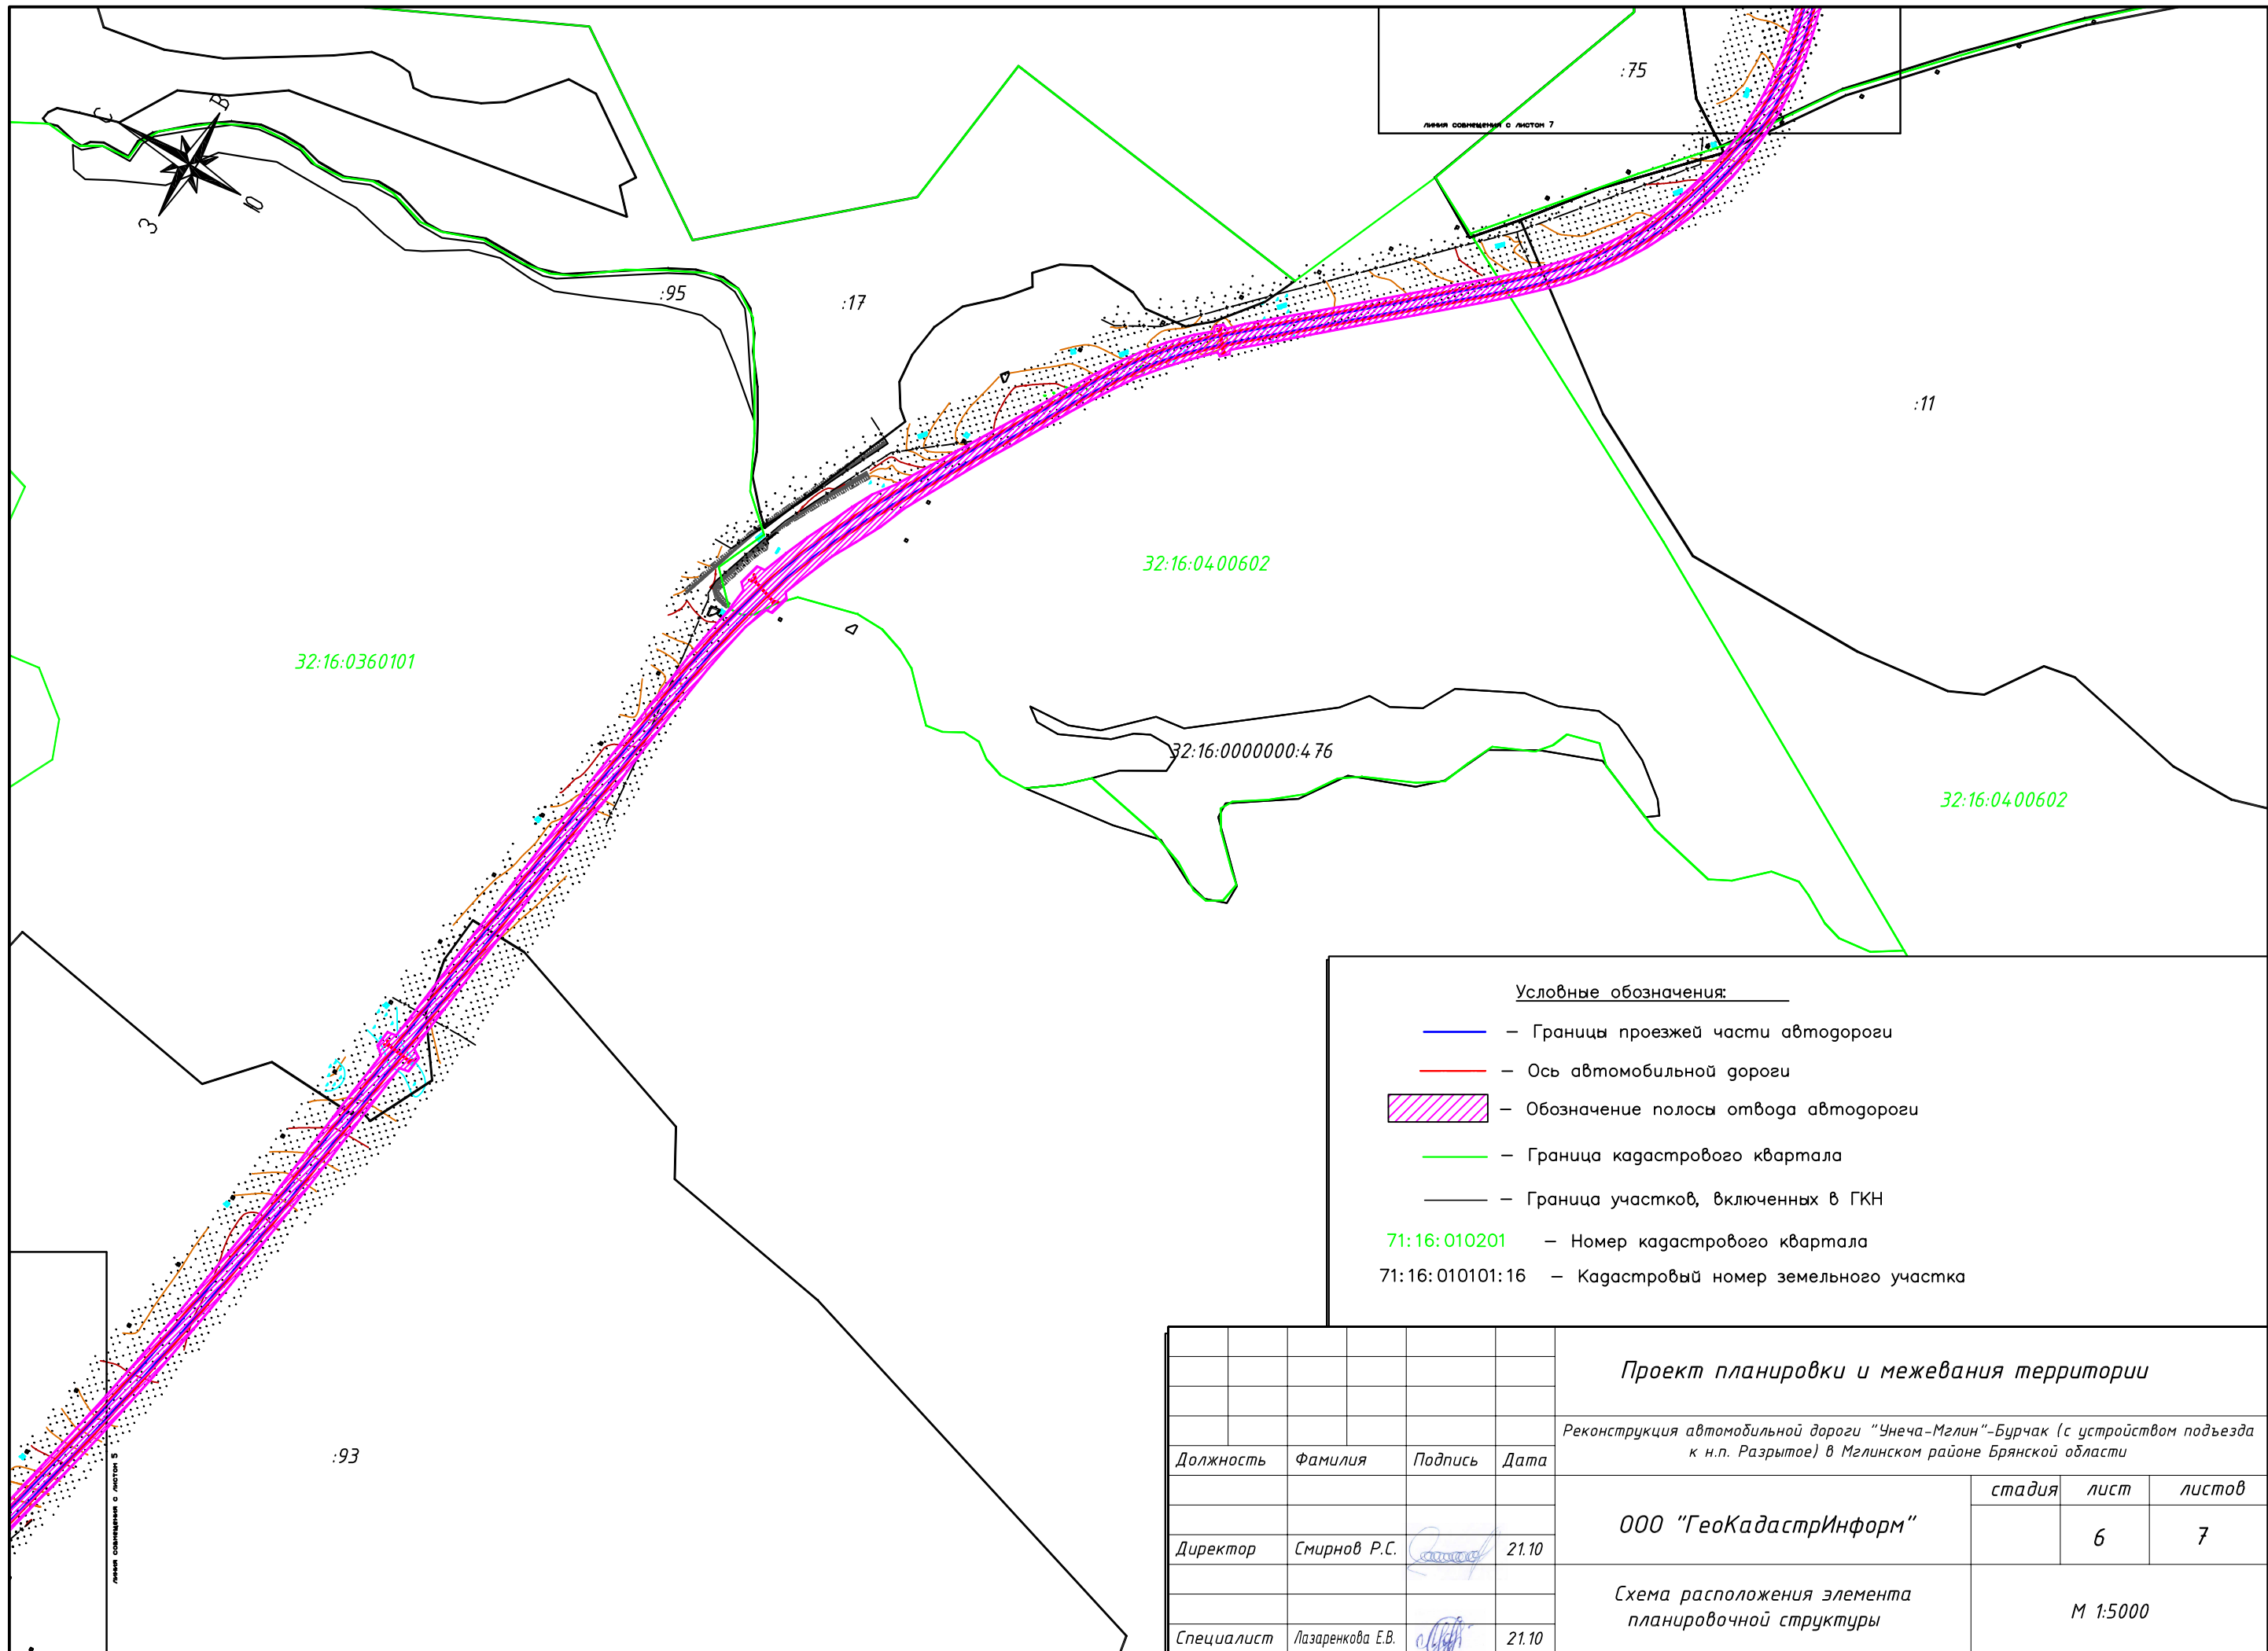 :75
линия совмещения с листом 7
С
В
З
Ю
:95
:17
:11
32:16:0400602
32:16:0360101
32:16:0000000:476
32:16:0400602
Условные обозначения:
— Границы проезжей части автодороги
— Ось автомобильной дороги
— Обозначение полосы отвода автодороги
— Граница кадастрового квартала
— Граница участков, включенных в ГКН
71:16:010201 — Номер кадастрового квартала
71:16:010101:16 — Кадастровый номер земельного участка
:93
линия совмещения с листом 5
Проект планировки и межевания территории
Реконструкция автомобильной дороги "Унеча-Мглин"-Бурчак (с устройством подъезда
к н.п. Разрытое) в Мглинском районе Брянской области
Должность Фамилия Подпись Дата
ООО "ГеоКадастрИнформ"
стадия лист листов
6 7
Директор Смирнов Р.С. 21.10
Схема расположения элемента
планировочной структуры
М 1:5000
Специалист Лазаренкова Е.В. 21.10